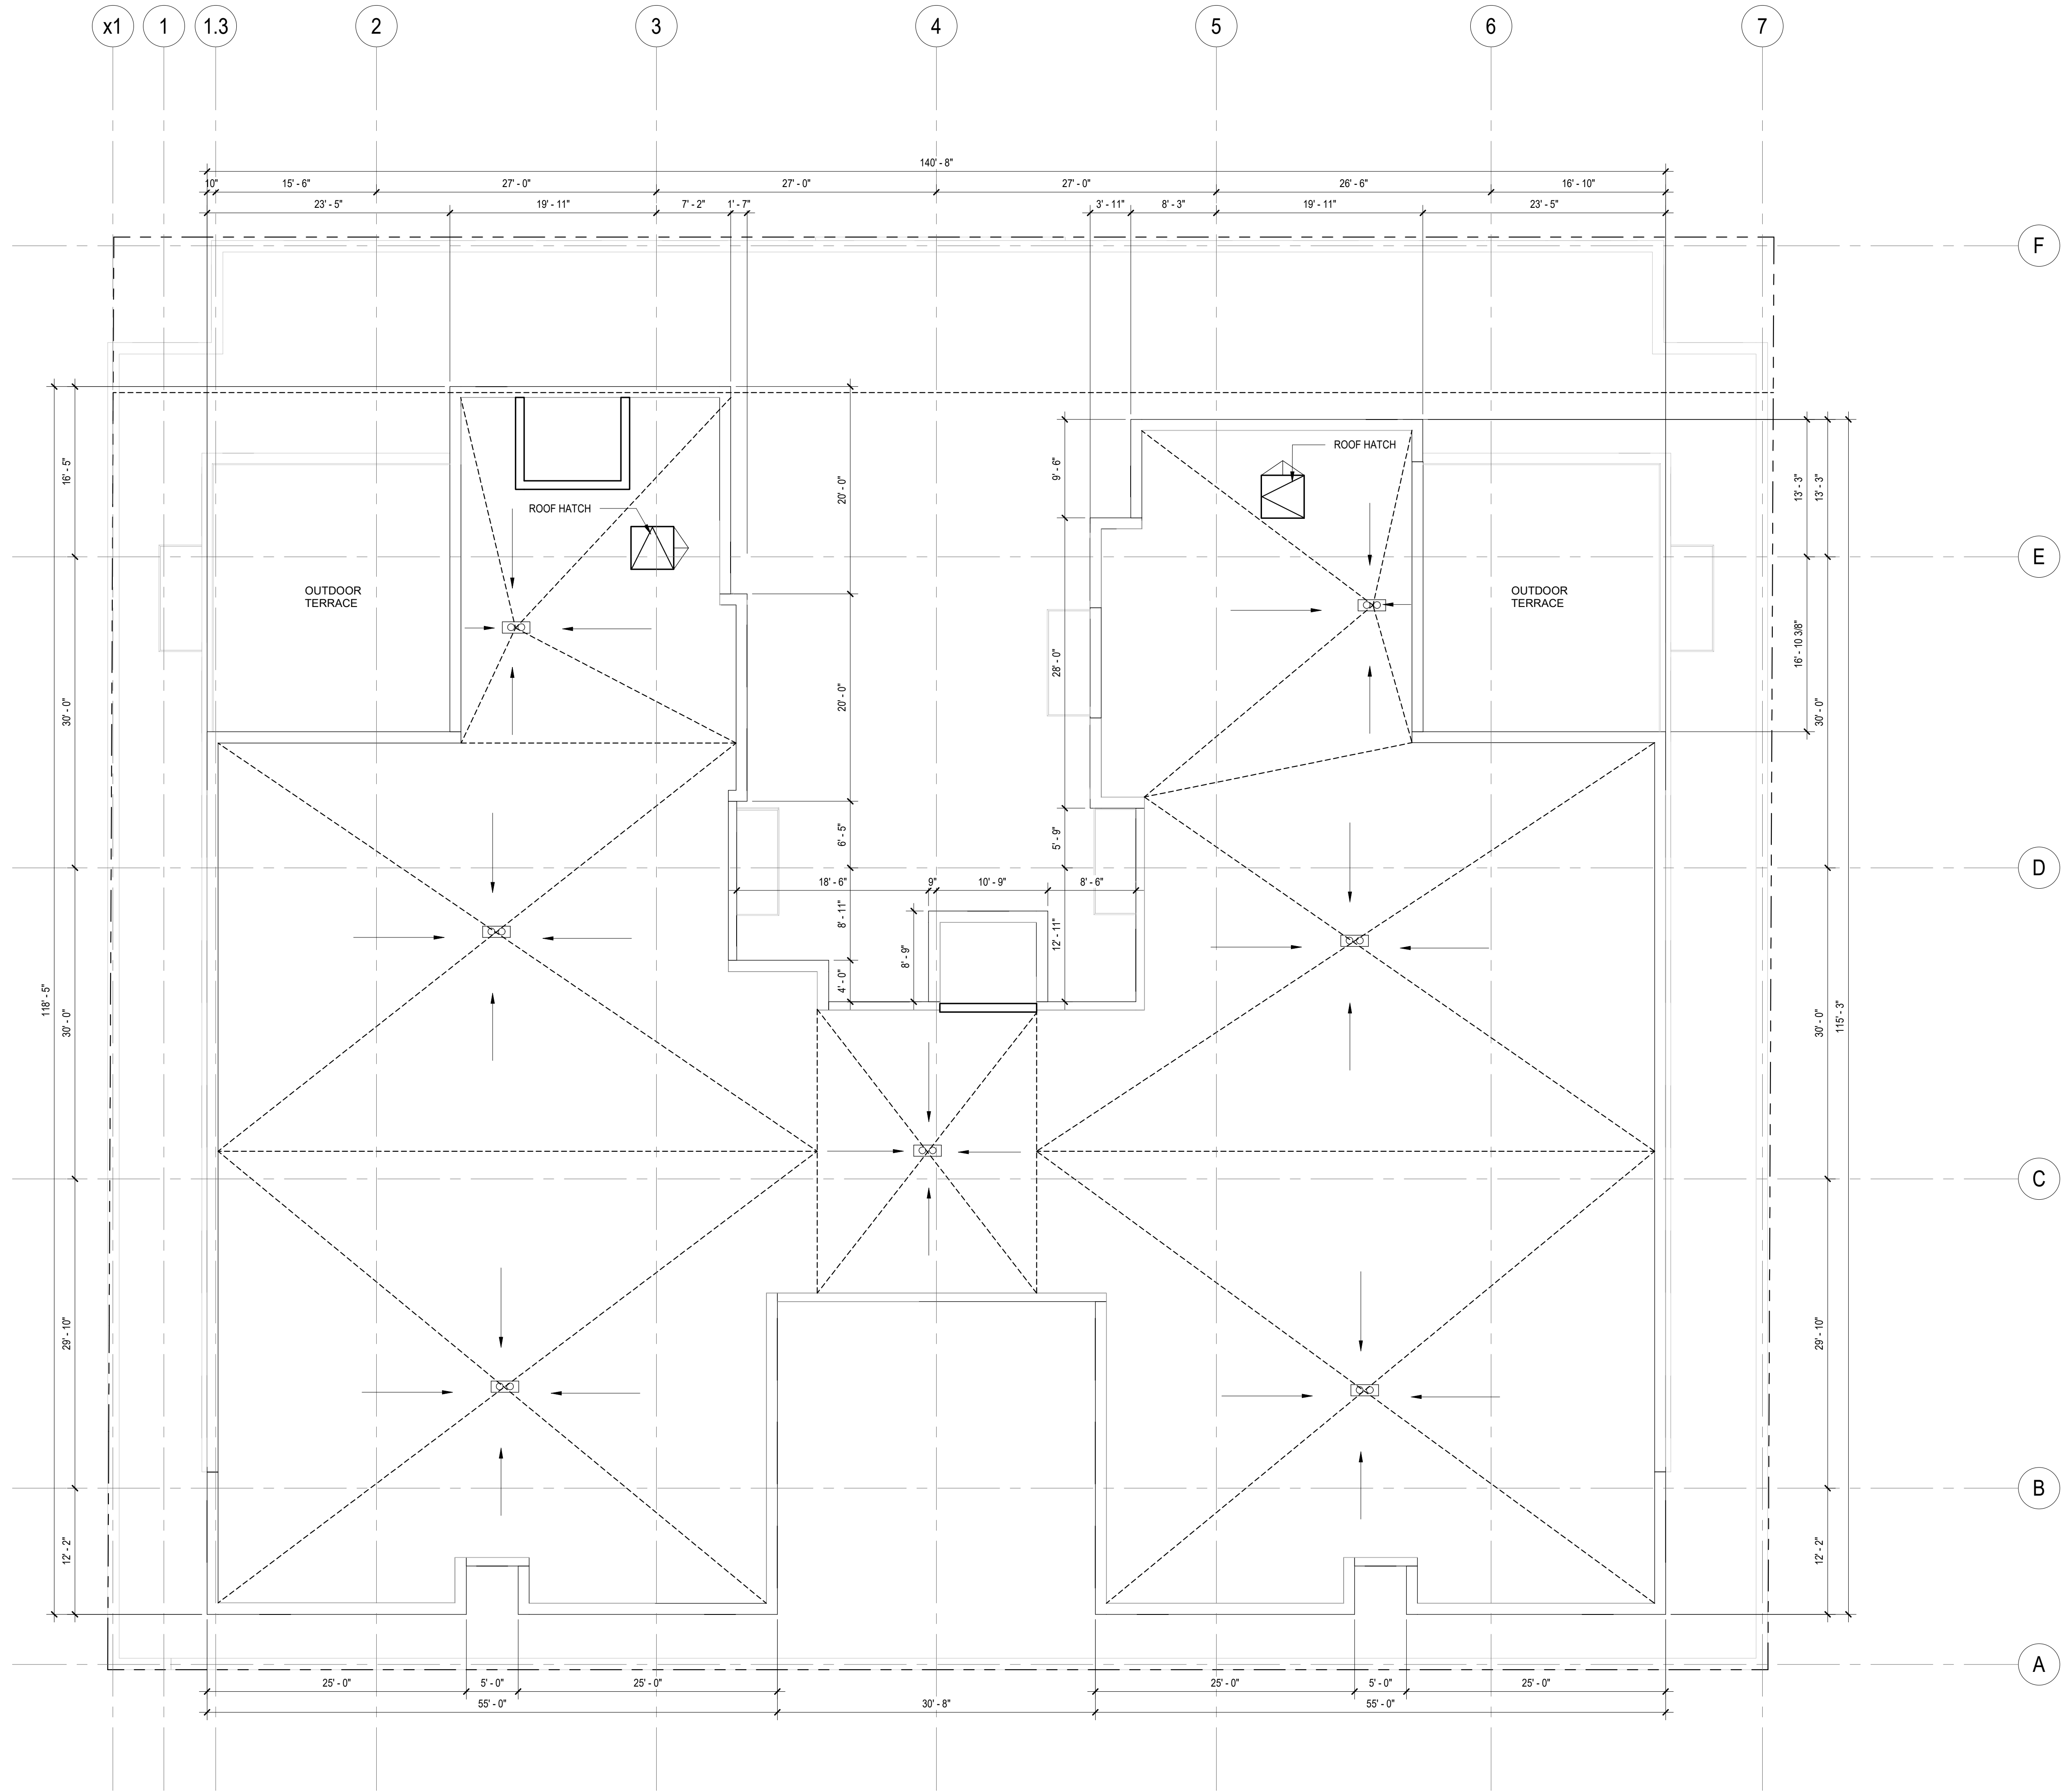 x1 1 1.3 2 3 4 5 6 7
140' - 8"
10" 15' - 6" 27' - 0" 27' - 0" 27' - 0" 26' - 6" 16' - 10"
23' - 5" 19' - 11" 7' - 2" 1' - 7" 3' - 11" 8' - 3" 19' - 11" 23' - 5"
F
ROOF HATCH
9' - 6"
16' - 5"
20' - 0"
13' - 3"
13' - 3"
ROOF HATCH
E
OUTDOOR
TERRACE
OUTDOOR
TERRACE
16' - 10 3/8"
28' - 0"
30' - 0"
20' - 0"
30' - 0"
6' - 5"
5' - 9"
D
18' - 6" 9" 10' - 9" 8' - 6"
8' - 11"
12' - 11"
8' - 9"
4' - 0"
118' - 5"
30' - 0"
30' - 0"
115' - 3"
C
29' - 10"
29' - 10"
B
12' - 2"
12' - 2"
A
25' - 0" 5' - 0" 25' - 0" 25' - 0" 5' - 0" 25' - 0"
55' - 0" 30' - 8" 55' - 0"